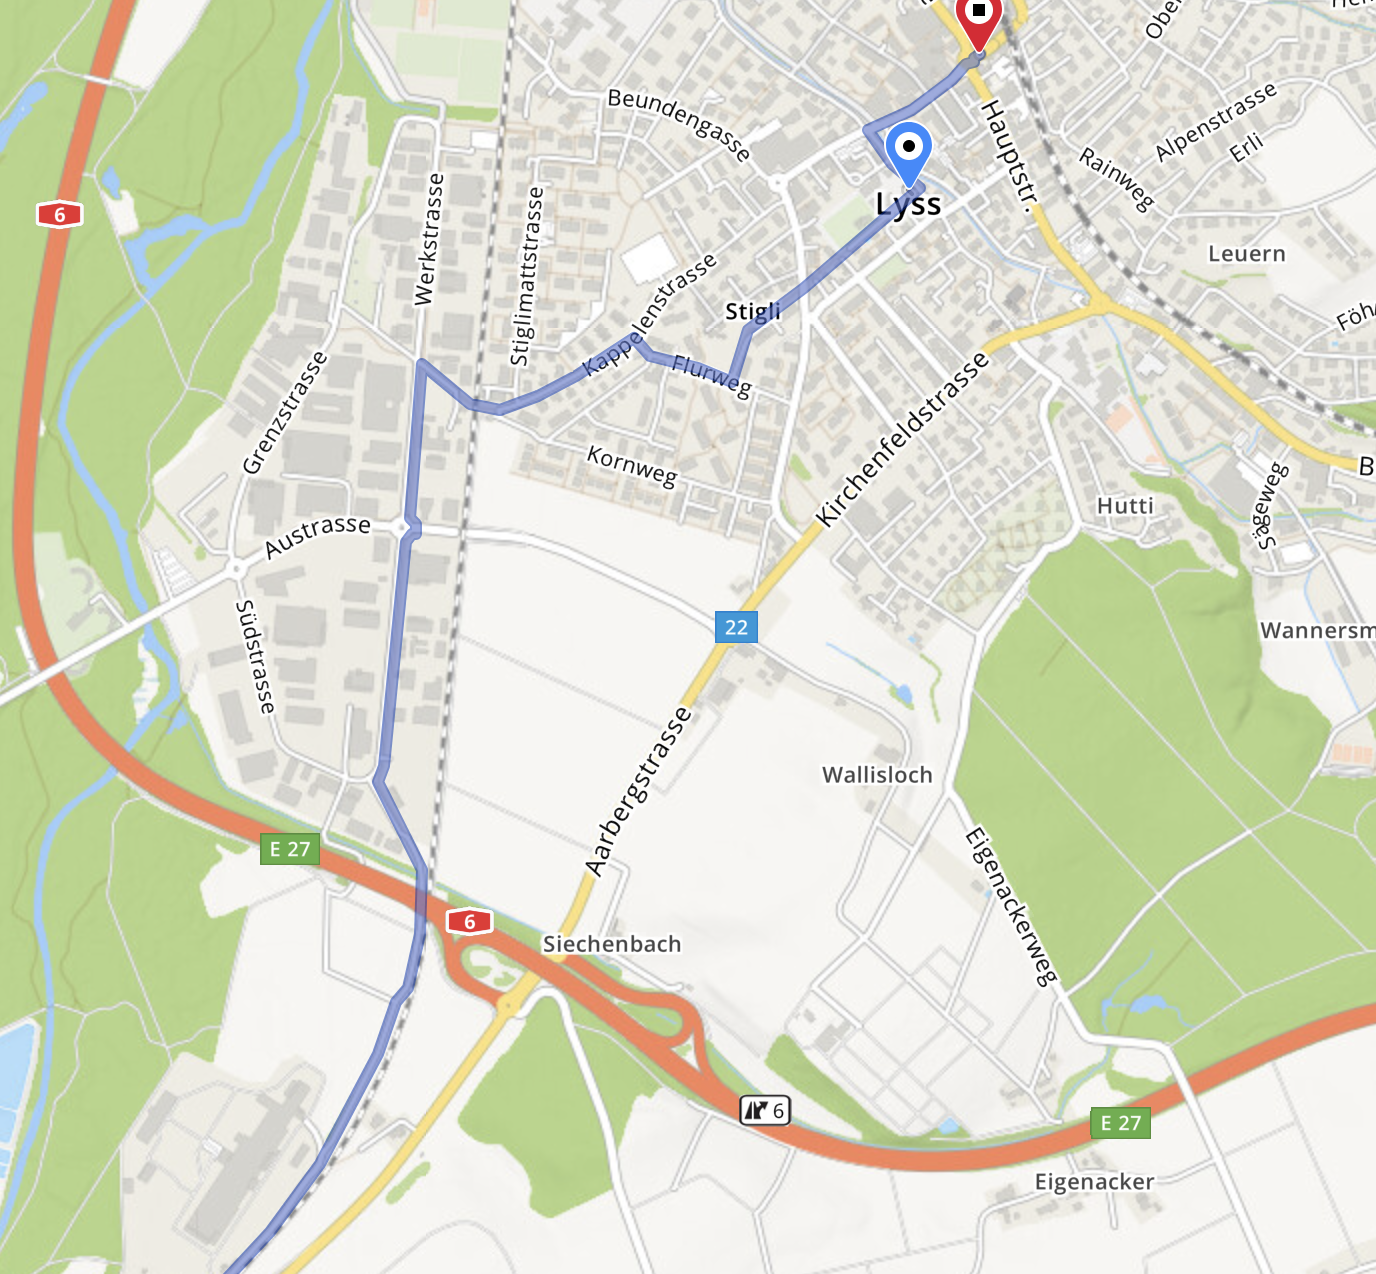 Beundengasse
Hauptstr.
Alpenstrasse
Erli
Rainweg
6
Werkstrasse
Stiglimattstrasse
Lyss
Leuern
Kappelenstrasse
Stigli
Flurweg
Grenzstrasse
Kirchenfeldstrasse
Kornweg
Hutti
Sägeweg
Austrasse
22
Südstrasse
Aarbergstrasse
Wallisloch
E 27
Eigenackerweg
6
Siechenbach
6
E 27
Eigenacker